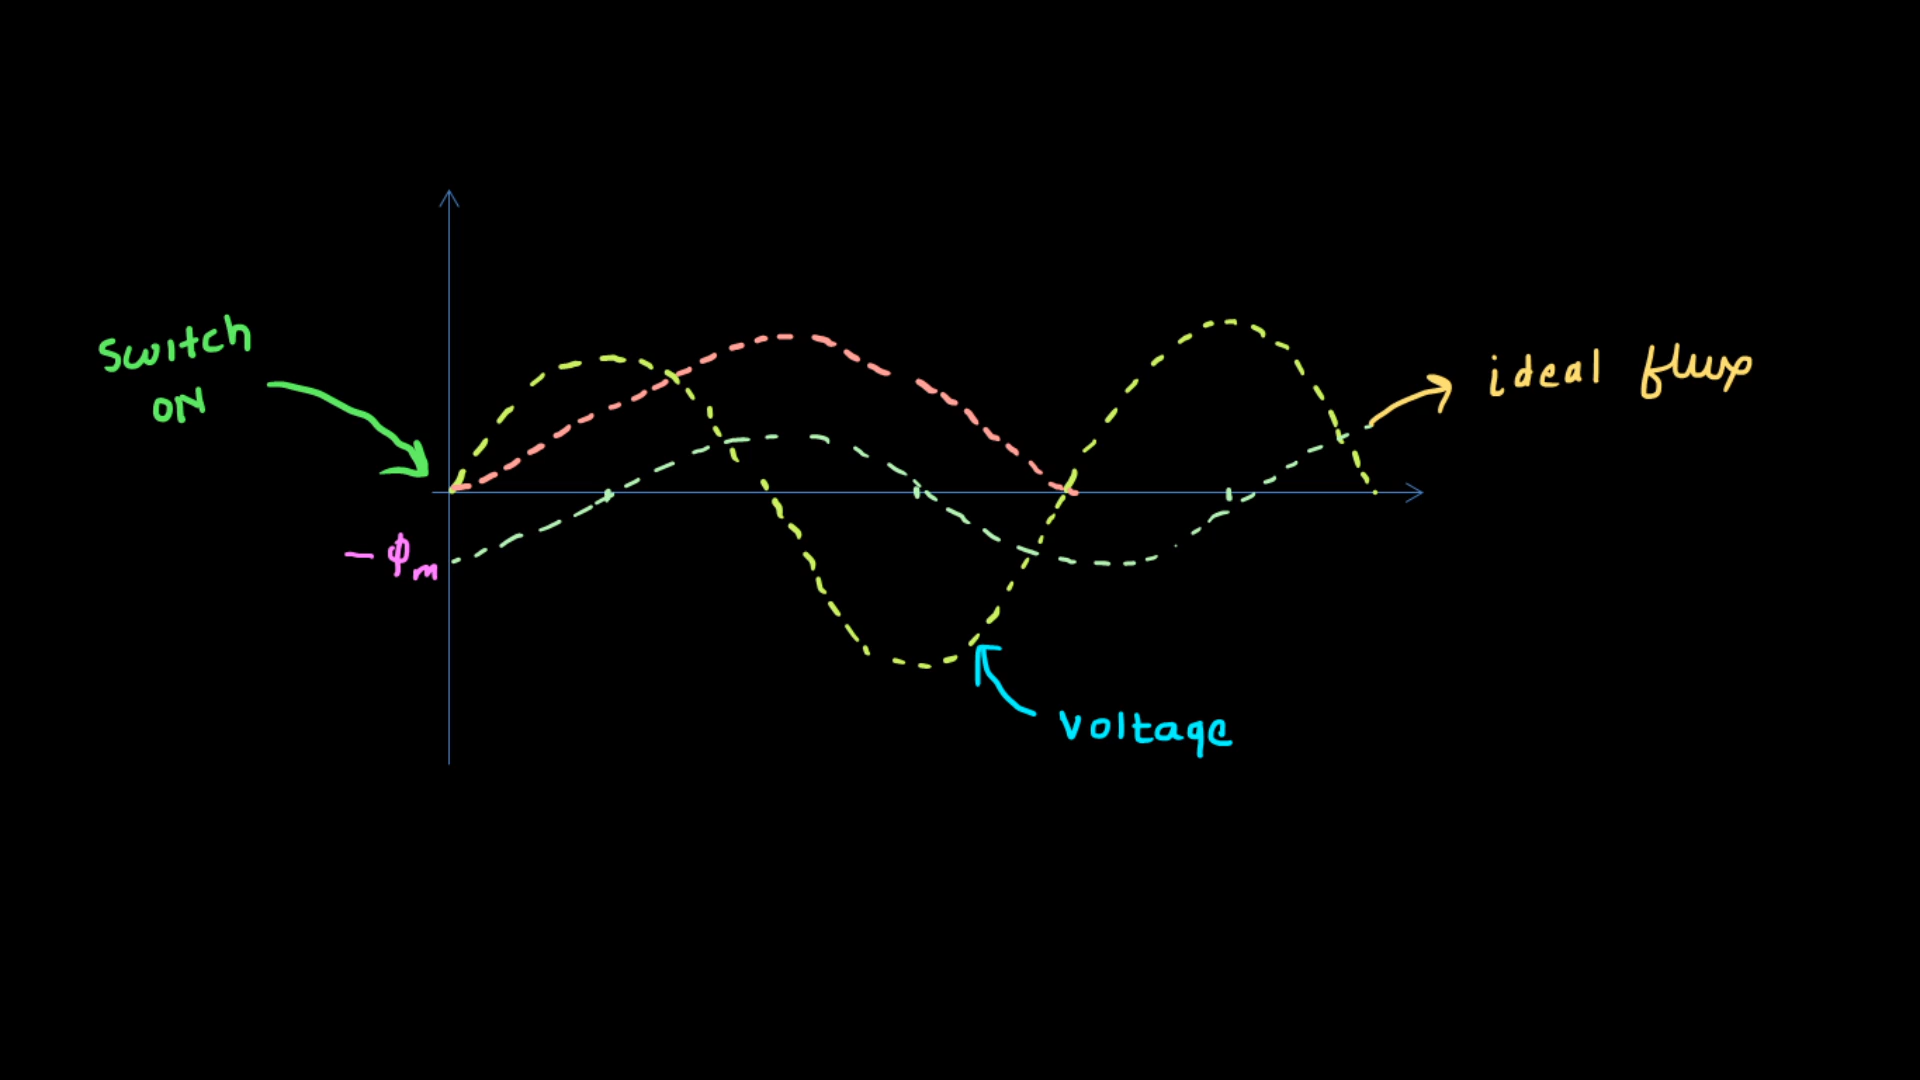 Switch
ON
ideal flux
- ϕm
voltage